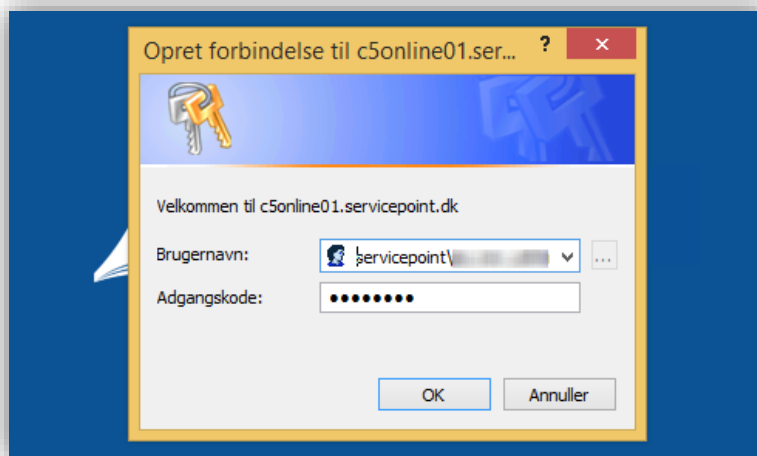 Opret forbindelse til c5online01.ser... ?
Velkommen til c5online01.servicepoint.dk
Brugernavn: servicepoint\
Adgangskode: ••••••••
OK Annuller